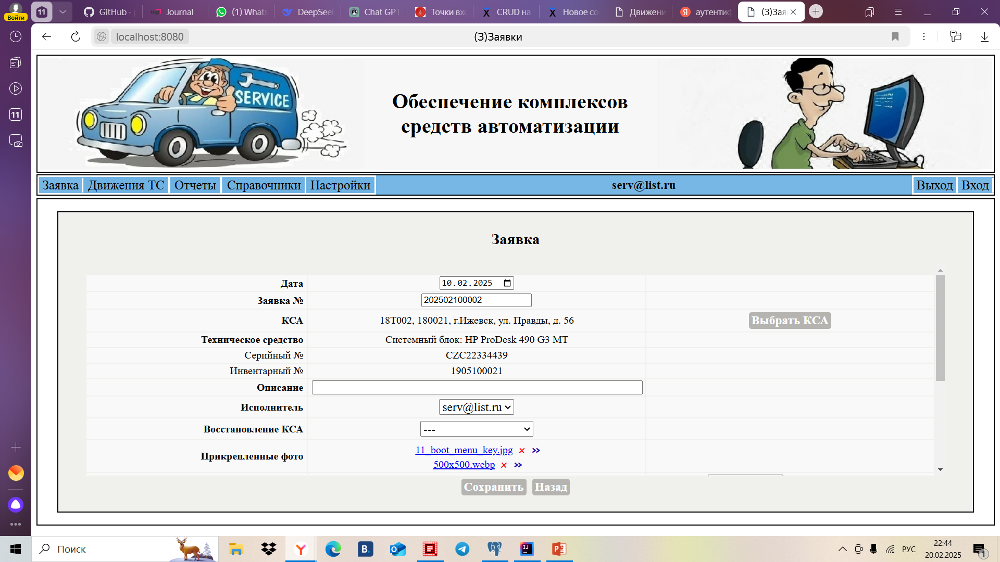 Войти
11
GitHub -
Journal
(1) Whats
DeepSeek
Chat GPT
Точки вхо
CRUD на
Новое со
Движени
аутентиф
(3)Зая
localhost:8080
(3)Заявки
11
SERVICE
Обеспечение комплексов
средств автоматизации
Заявка
Движения ТС
Отчеты
Справочники
Настройки
serv@list.ru
Выход
Вход
Заявка
Дата
10.02.2025
Заявка №
202502100002
КСА
18Т002, 180021, г.Ижевск, ул. Правды, д. 56
Выбрать КСА
Техническое средство
Системный блок: HP ProDesk 490 G3 MT
Серийный №
CZC22334439
Инвентарный №
1905100021
Описание
Исполнитель
serv@list.ru
Восстановление КСА
---
Прикрепленные фото
11_boot_menu_key.jpg
500x500.webp
Сохранить
Назад
Поиск
B.
РУС
22:44
20.02.2025
1